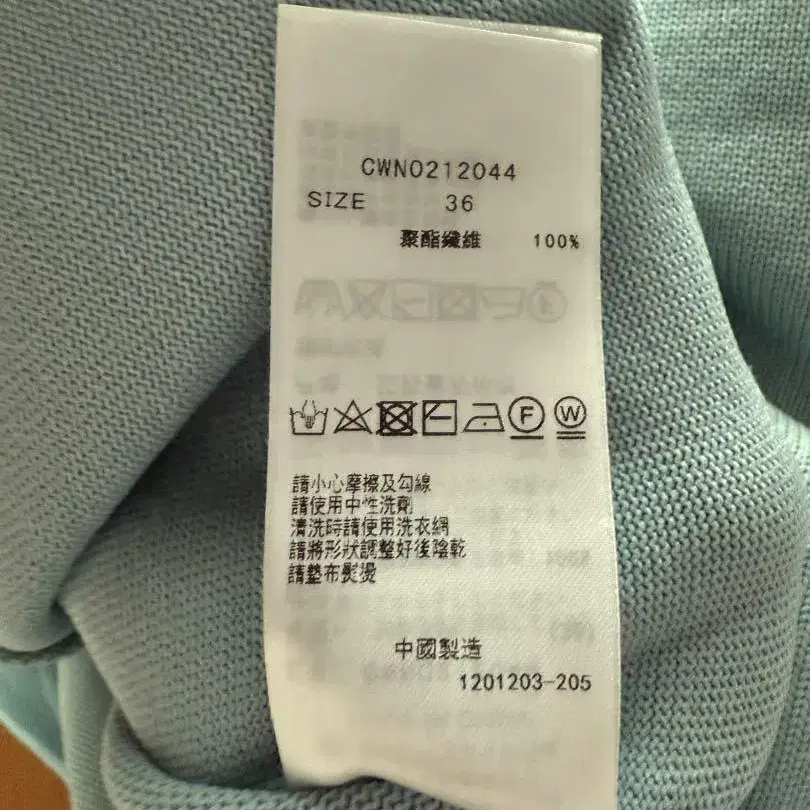 CWN0212044
SIZE 36
聚酯纖維 100%
F W
請小心摩擦及勾線
請使用中性洗劑
清洗時請使用洗衣網
請將形狀調整好後陰乾
請墊布熨燙
中國製造
1201203-205